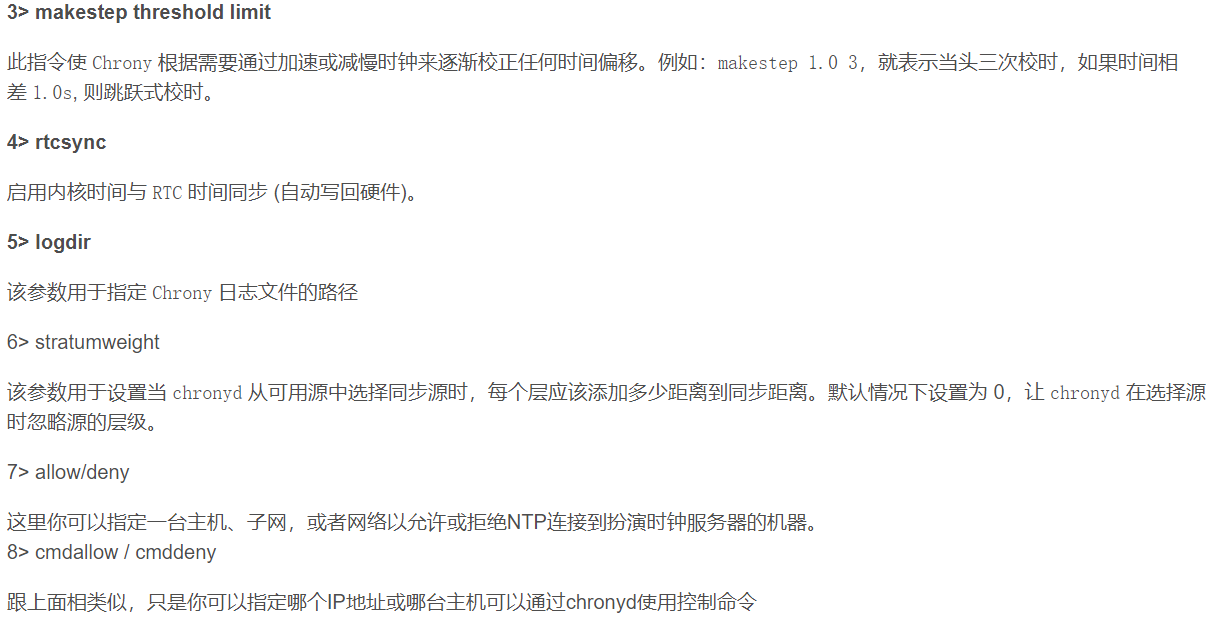 3> makestep threshold limit
此指令使 Chrony 根据需要通过加速或减慢时钟来逐渐校正任何时间偏移。例如：makestep 1.0 3，就表示当头三次校时，如果时间相
差 1.0s, 则跳跃式校时。
4> rtcsync
启用内核时间与 RTC 时间同步 (自动写回硬件)。
5> logdir
该参数用于指定 Chrony 日志文件的路径
6> stratumweight
该参数用于设置当 chronyd 从可用源中选择同步源时，每个层应该添加多少距离到同步距离。默认情况下设置为 0，让 chronyd 在选择源
时忽略源的层级。
7> allow/deny
这里你可以指定一台主机、子网，或者网络以允许或拒绝NTP连接到扮演时钟服务器的机器。
8> cmdallow / cmddeny
跟上面相类似，只是你可以指定哪个IP地址或哪台主机可以通过chronyd使用控制命令